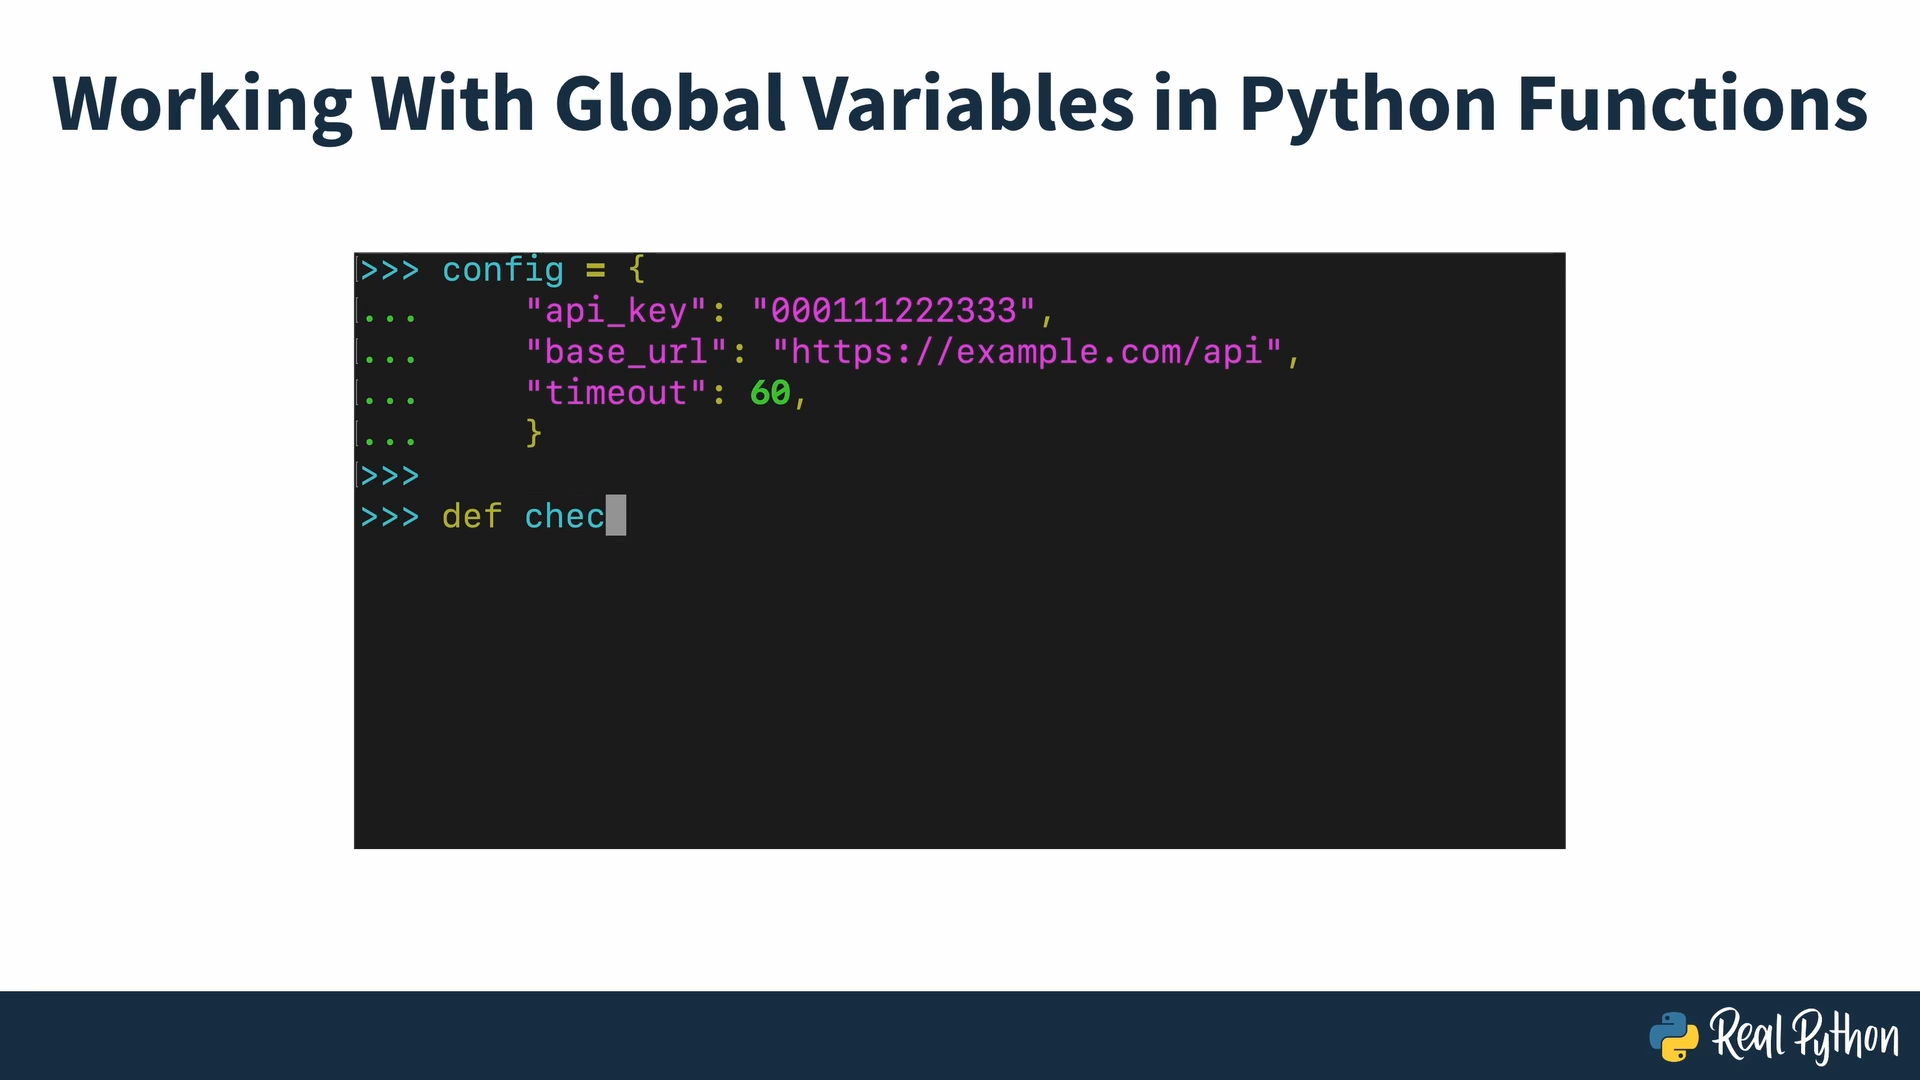 Working With Global Variables in Python Functions
>>> config = {
...     "api_key": "000111222333",
...     "base_url": "https://example.com/api",
...     "timeout": 60,
...     }
>>>
>>> def chec
Real Python